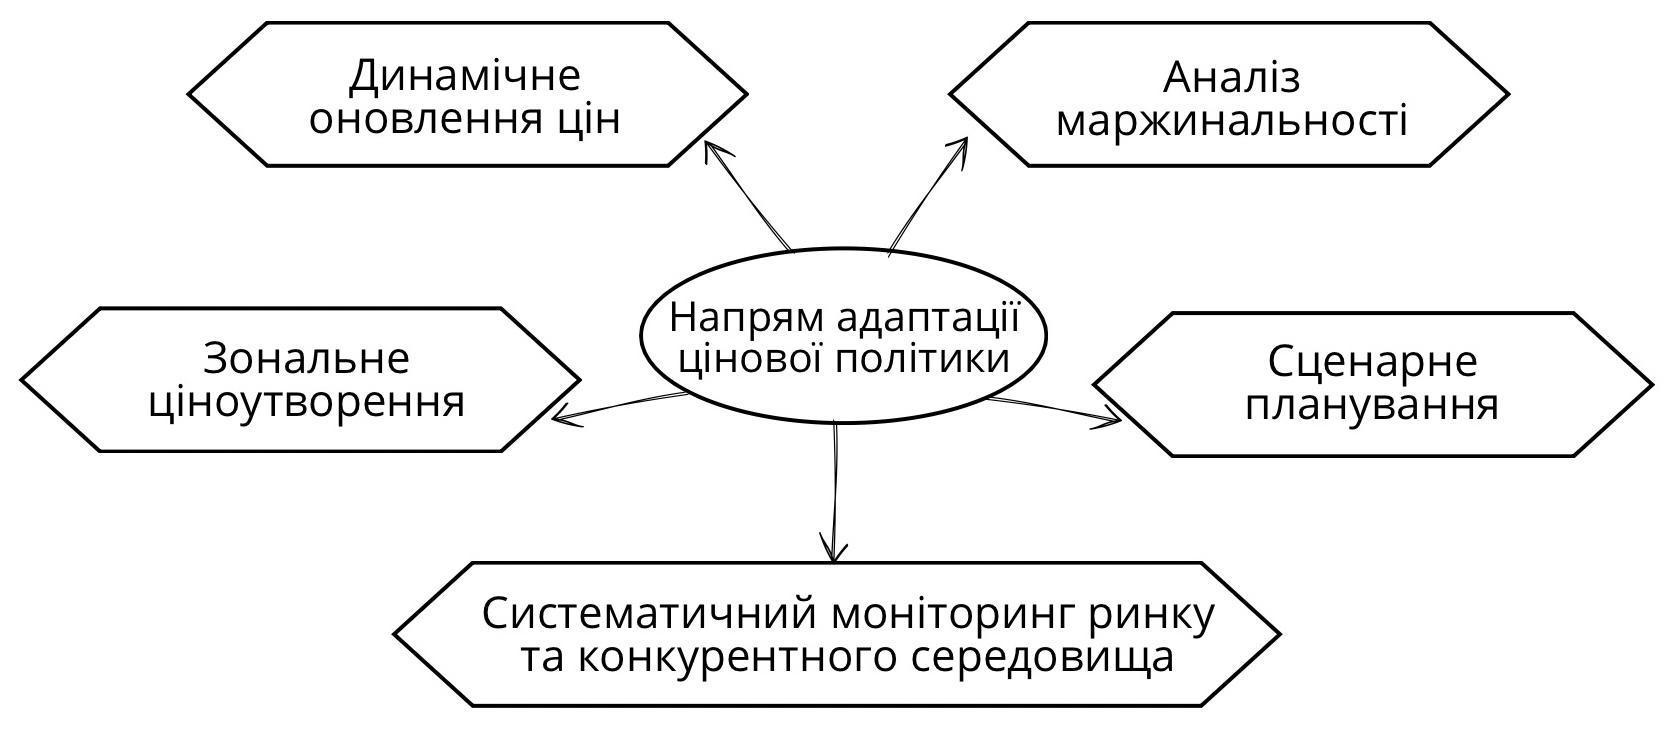 Динамічне
оновлення цін
Аналіз
маржинальності
Напрям адаптації
цінової політики
Зональне
ціноутворення
Сценарне
планування
Систематичний моніторинг ринку
та конкурентного середовища